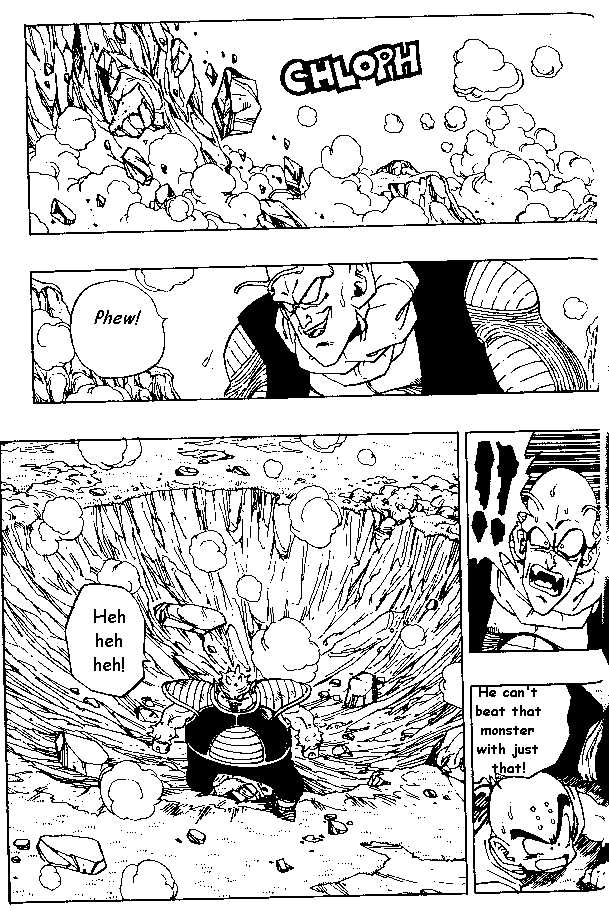 CHLOPH
Phew!
!!
Heh
heh
heh!
He can't
beat that
monster
with just
that!